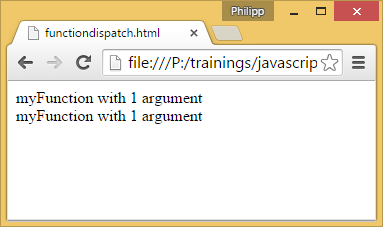 Philipp
functiondispatch.html
file:///P:/trainings/javascrip
myFunction with 1 argument
myFunction with 1 argument